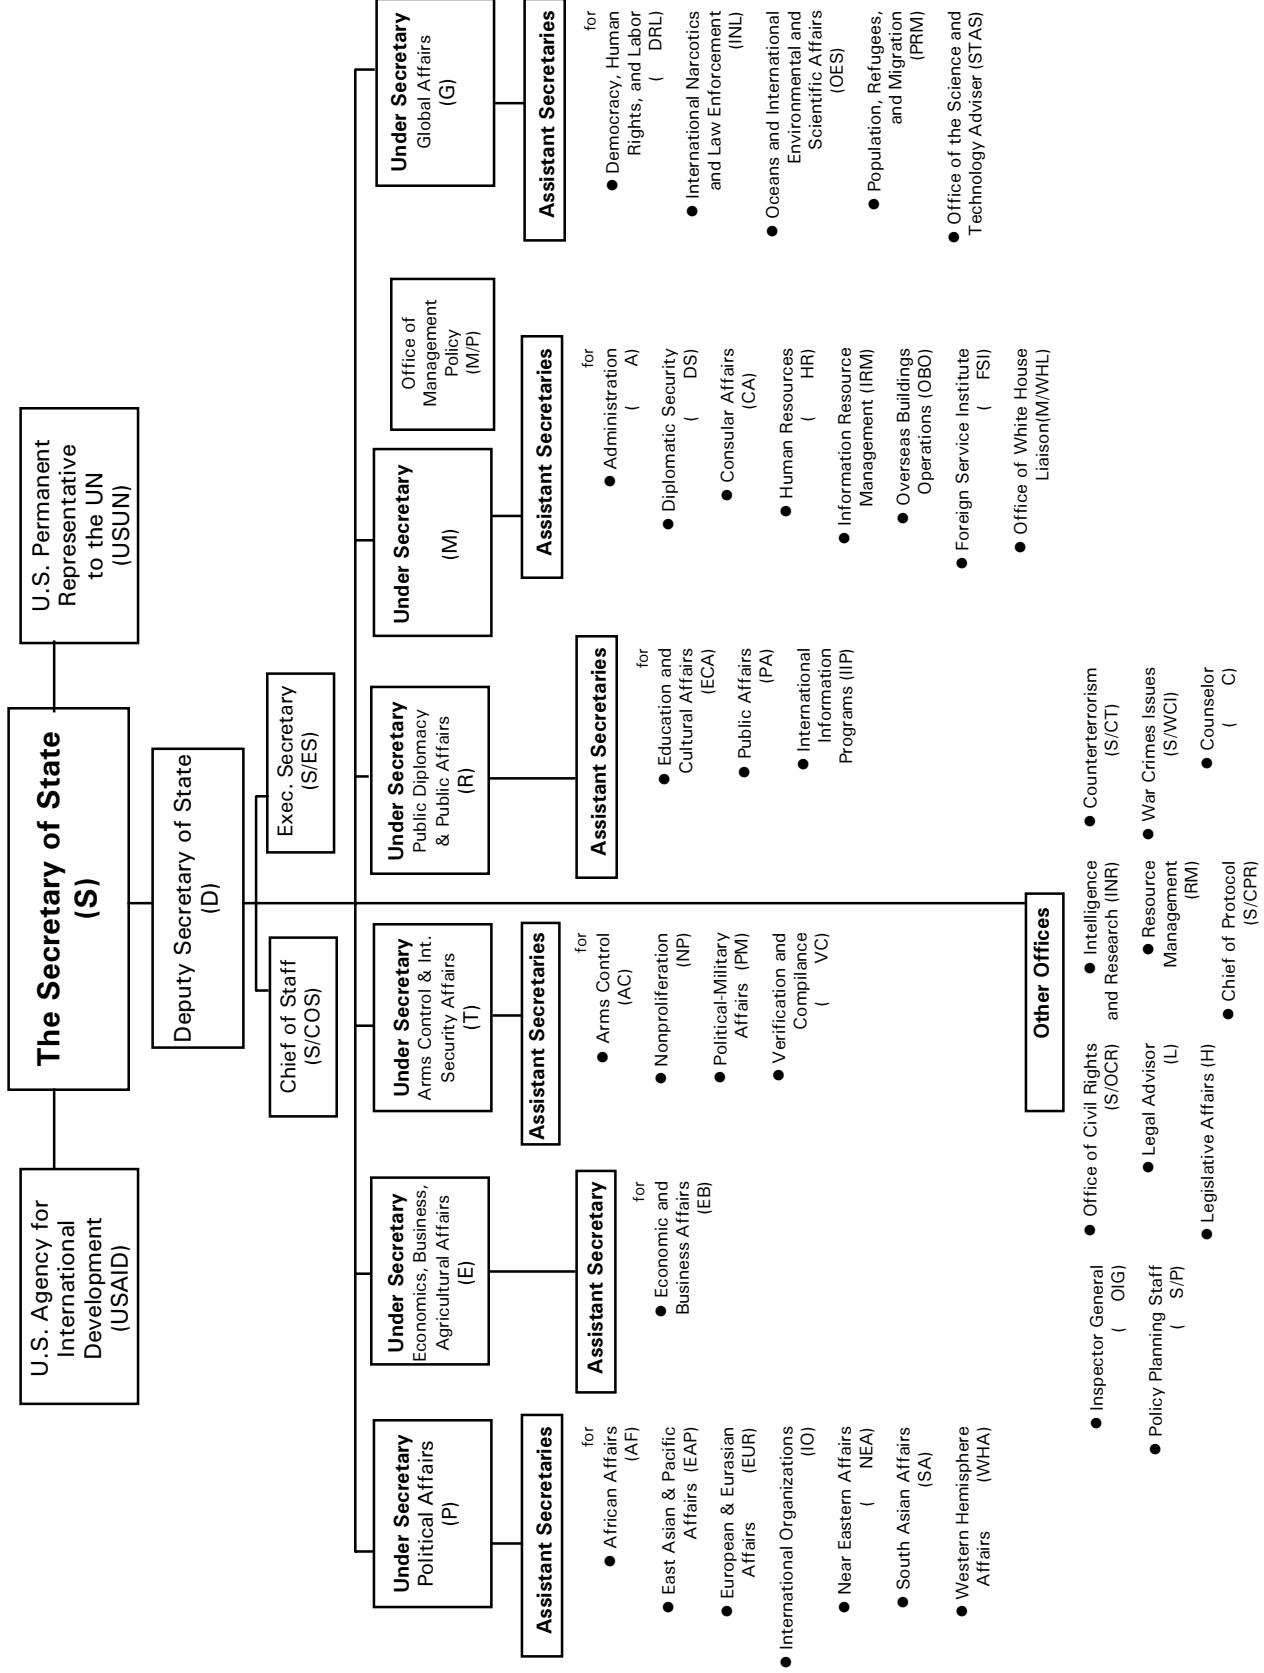 The Secretary of State
(S)
U.S. Agency for
International
Development
(USAID)
U.S. Permanent
Representative
to the UN
(USUN)
Deputy Secretary of State
(D)
Chief of Staff
(S/COS)
Exec. Secretary
(S/ES)
Under Secretary
Political Affairs
(P)
Assistant Secretaries
for
● African Affairs
(AF)
● East Asian & Pacific
Affairs (EAP)
● European & Eurasian
Affairs (EUR)
● International Organizations
(IO)
● Near Eastern Affairs
( NEA)
● South Asian Affairs
(SA)
● Western Hemisphere
Affairs (WHA)
Under Secretary
Economics, Business,
Agricultural Affairs
(E)
Assistant Secretary
for
● Economic and
Business Affairs
(EB)
Under Secretary
Arms Control & Int.
Security Affairs
(T)
Assistant Secretaries
for
● Arms Control
(AC)
● Nonproliferation
(NP)
● Political-Military
Affairs (PM)
● Verification and
Compilance
( VC)
Under Secretary
Public Diplomacy
& Public Affairs
(R)
Assistant Secretaries
for
● Education and
Cultural Affairs
(ECA)
● Public Affairs
(PA)
● International
Information
Programs (IIP)
Under Secretary
(M)
Office of
Management
Policy
(M/P)
Assistant Secretaries
for
● Administration
( A)
● Diplomatic Security
( DS)
● Consular Affairs
(CA)
● Human Resources
( HR)
● Information Resource
Management (IRM)
● Overseas Buildings
Operations (OBO)
● Foreign Service Institute
( FSI)
● Office of White House
Liaison(M/WHL)
Under Secretary
Global Affairs
(G)
Assistant Secretaries
for
● Democracy, Human
Rights, and Labor
( DRL)
● International Narcotics
and Law Enforcement
(INL)
● Oceans and International
Environmental and
Scientific Affairs
(OES)
● Population, Refugees,
and Migration
(PRM)
● Office of the Science and
Technology Adviser (STAS)
Other Offices
● Inspector General
( OIG)
● Policy Planning Staff
( S/P)
● Office of Civil Rights
(S/OCR)
● Legal Advisor
(L)
● Legislative Affairs (H)
● Intelligence
and Research (INR)
● Resource
Management
(RM)
● Chief of Protocol
(S/CPR)
● Counterterrorism
(S/CT)
● War Crimes Issues
(S/WCI)
● Counselor
( C)